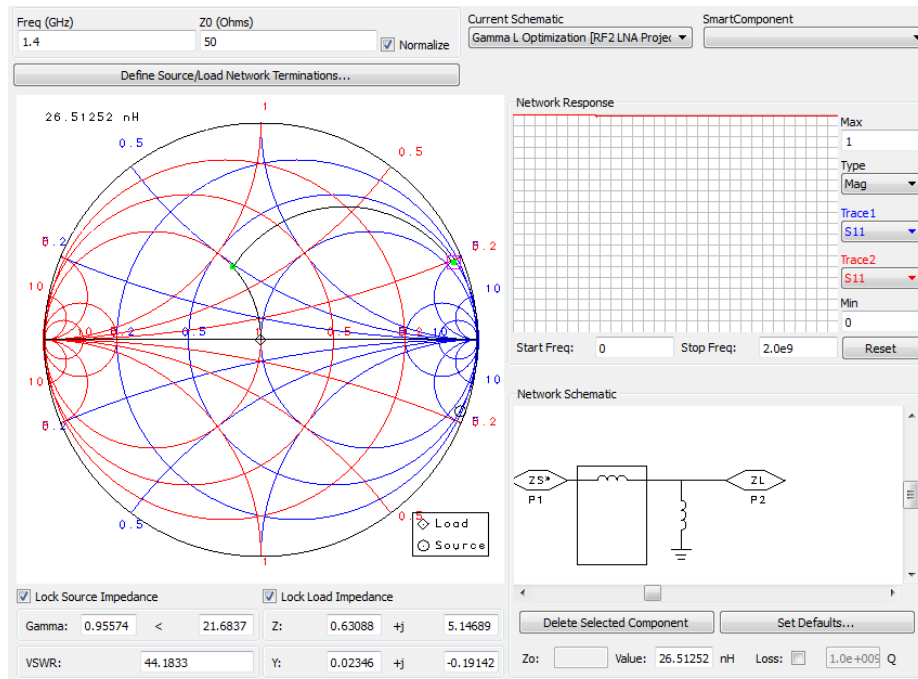 Freq (GHz) Z0 (Ohms) Current Schematic SmartComponent
1.4 50 Normalize Gamma L Optimization [RF2 LNA Projec
Define Source/Load Network Terminations...
Network Response
26.51252 nH
1
0.5 0.5
0.2 0.2
10 10
10 0.2 0.5 1 0.5 0.2 10
10 10
0.2 0.2
0.5 0.5
1
Load
Source
Max
1
Type
Mag
Trace1
S11
Trace2
S11
Min
0
Start Freq: 0 Stop Freq: 2.0e9 Reset
Network Schematic
ZS* ZL
P1 P2
Lock Source Impedance Lock Load Impedance
Gamma: 0.95574 < 21.6837 Z: 0.63088 +j 5.14689
VSWR: 44.1833 Y: 0.02346 +j -0.19142
Delete Selected Component Set Defaults...
Zo: Value: 26.51252 nH Loss: 1.0e+009 Q